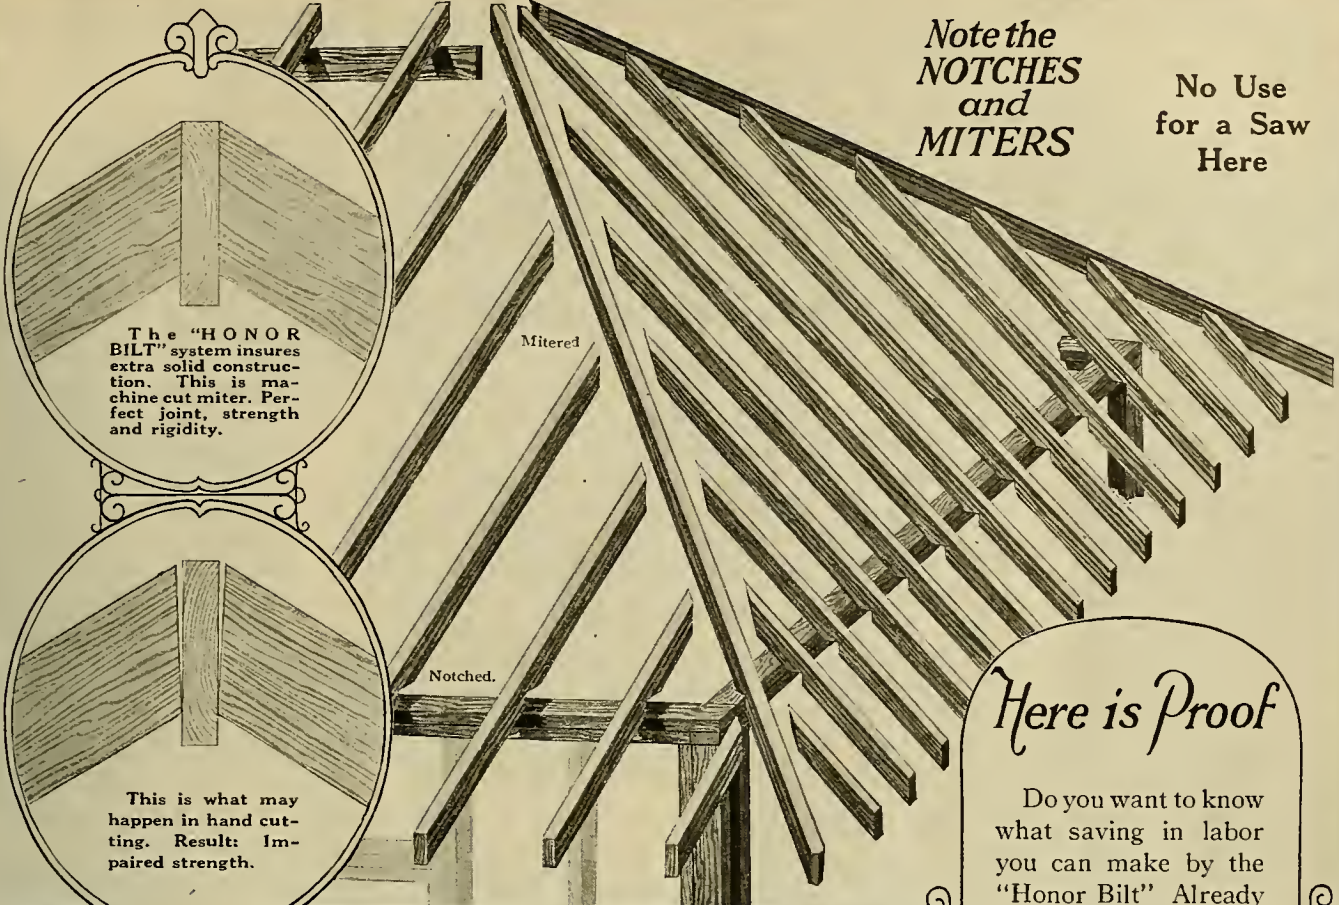 Note the
NOTCHES
and
MITERS
No Use
for a Saw
Here
The "HONOR
BILT" system insures
extra solid construc-
tion. This is ma-
chine cut miter. Per-
fect joint, strength
and rigidity.
Mitered
Notched.
This is what may
happen in hand cut-
ting. Result: Im-
paired strength.
Here is Proof
Do you want to know
what saving in labor
you can make by the
"Honor Bilt" Already